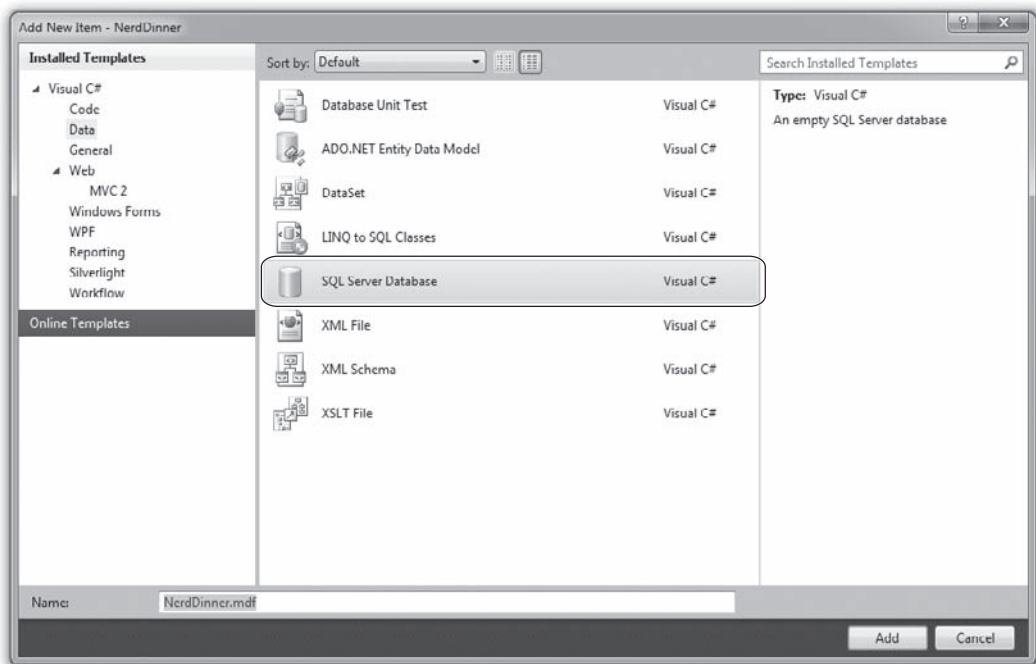 Add New Item - NerdDinner
Installed Templates
Visual C#
Code
Data
General
Web
MVC 2
Windows Forms
WPF
Reporting
Silverlight
Workflow
Online Templates
Sort by: Default
Database Unit Test Visual C#
ADO.NET Entity Data Model Visual C#
DataSet Visual C#
LINQ to SQL Classes Visual C#
SQL Server Database Visual C#
XML File Visual C#
XML Schema Visual C#
XSLT File Visual C#
Search Installed Templates
Type: Visual C#
An empty SQL Server database
Name: NerdDinner.mdf
Add Cancel